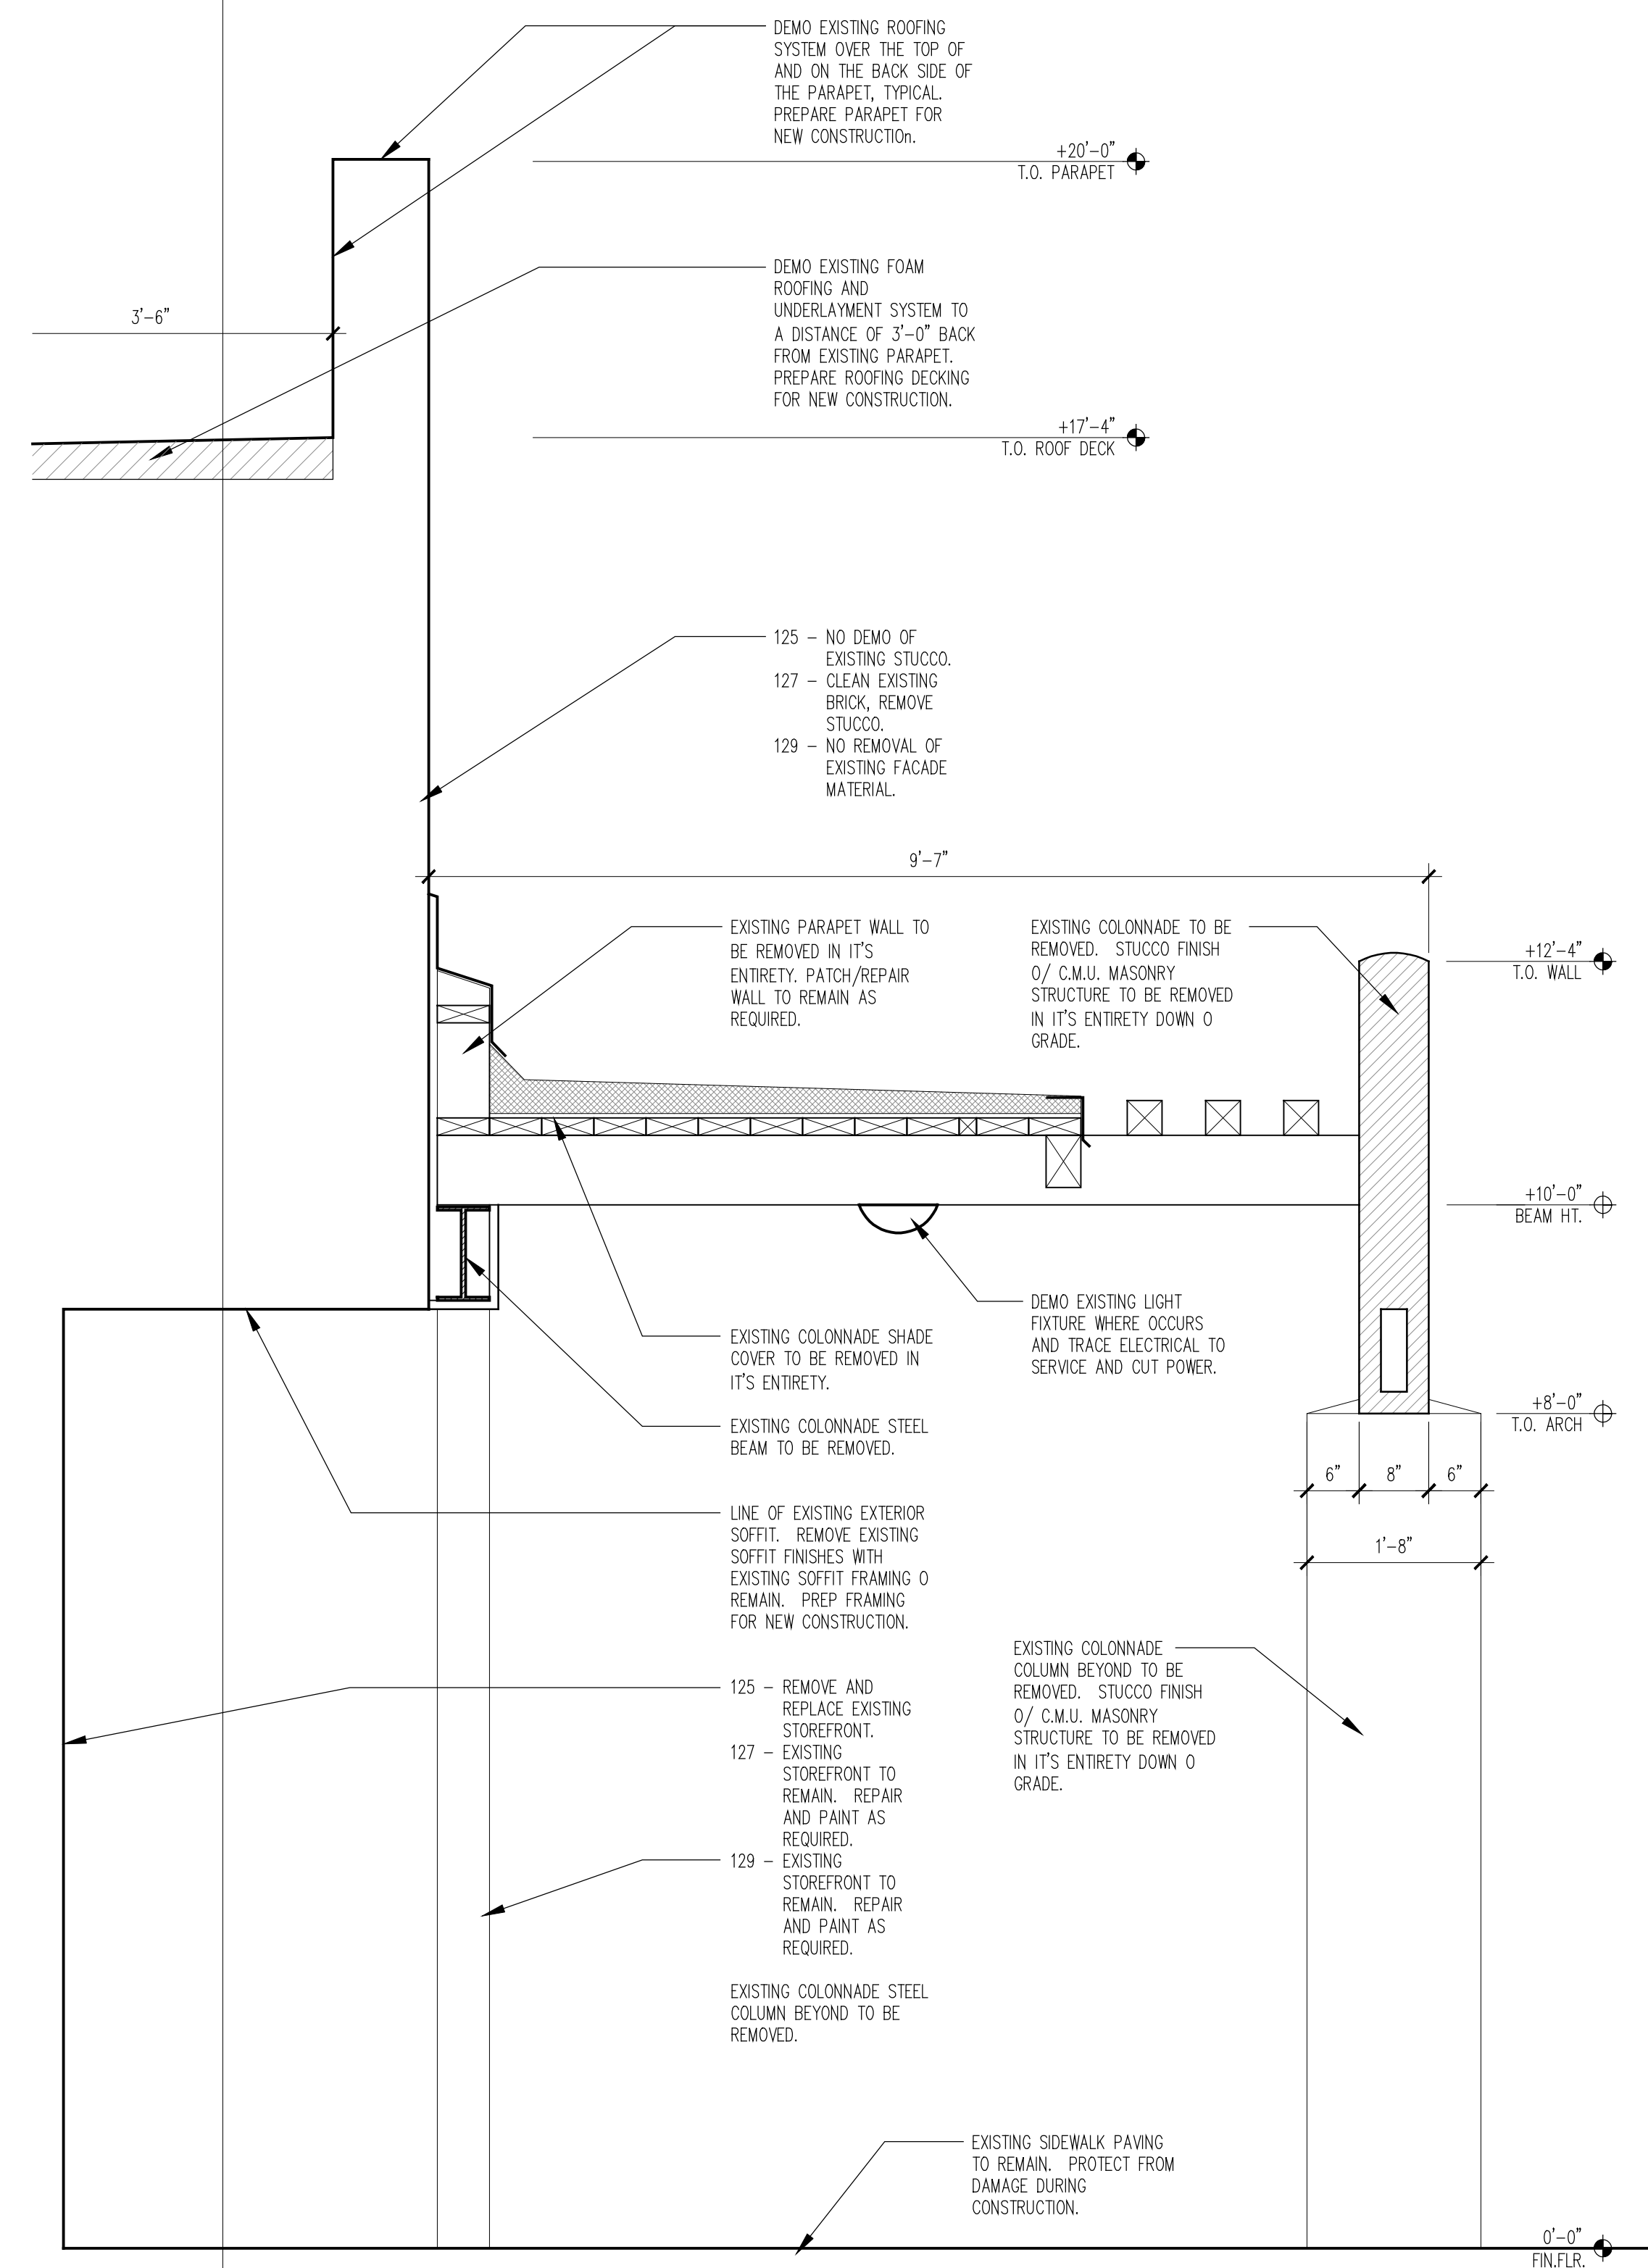 DEMO EXISTING ROOFING
SYSTEM OVER THE TOP OF
AND ON THE BACK SIDE OF
THE PARAPET, TYPICAL.
PREPARE PARAPET FOR
NEW CONSTRUCTIOn.
+20'-0"
T.O. PARAPET
DEMO EXISTING FOAM
ROOFING AND
UNDERLAYMENT SYSTEM TO
A DISTANCE OF 3'-0" BACK
FROM EXISTING PARAPET.
PREPARE ROOFING DECKING
FOR NEW CONSTRUCTION.
3'-6"
+17'-4"
T.O. ROOF DECK
125 - NO DEMO OF
EXISTING STUCCO.
127 - CLEAN EXISTING
BRICK, REMOVE
STUCCO.
129 - NO REMOVAL OF
EXISTING FACADE
MATERIAL.
9'-7"
EXISTING PARAPET WALL TO
BE REMOVED IN IT'S
ENTIRETY. PATCH/REPAIR
WALL TO REMAIN AS
REQUIRED.
EXISTING COLONNADE TO BE
REMOVED. STUCCO FINISH
O/ C.M.U. MASONRY
STRUCTURE TO BE REMOVED
IN IT'S ENTIRETY DOWN O
GRADE.
+12'-4"
T.O. WALL
+10'-0"
BEAM HT.
DEMO EXISTING LIGHT
FIXTURE WHERE OCCURS
AND TRACE ELECTRICAL TO
SERVICE AND CUT POWER.
EXISTING COLONNADE SHADE
COVER TO BE REMOVED IN
IT'S ENTIRETY.
+8'-0"
T.O. ARCH
EXISTING COLONNADE STEEL
BEAM TO BE REMOVED.
6"
8"
6"
1'-8"
LINE OF EXISTING EXTERIOR
SOFFIT. REMOVE EXISTING
SOFFIT FINISHES WITH
EXISTING SOFFIT FRAMING O
REMAIN. PREP FRAMING
FOR NEW CONSTRUCTION.
EXISTING COLONNADE
COLUMN BEYOND TO BE
REMOVED. STUCCO FINISH
O/ C.M.U. MASONRY
STRUCTURE TO BE REMOVED
IN IT'S ENTIRETY DOWN O
GRADE.
125 - REMOVE AND
REPLACE EXISTING
STOREFRONT.
127 - EXISTING
STOREFRONT TO
REMAIN. REPAIR
AND PAINT AS
REQUIRED.
129 - EXISTING
STOREFRONT TO
REMAIN. REPAIR
AND PAINT AS
REQUIRED.
EXISTING COLONNADE STEEL
COLUMN BEYOND TO BE
REMOVED.
EXISTING SIDEWALK PAVING
TO REMAIN. PROTECT FROM
DAMAGE DURING
CONSTRUCTION.
0'-0"
FIN.FLR.